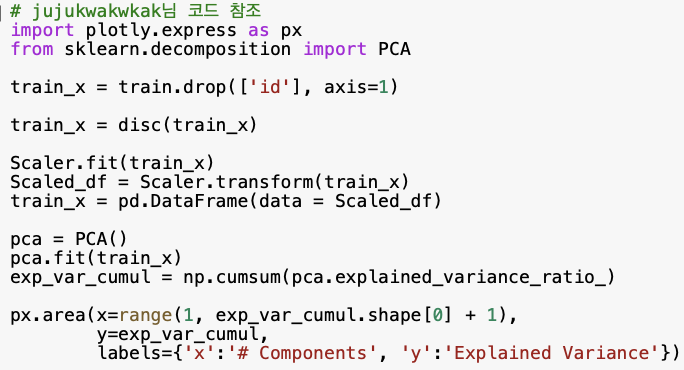 # jujukwakwkak님 코드 참조
import plotly.express as px
from sklearn.decomposition import PCA
train_x = train.drop(['id'], axis=1)
train_x = disc(train_x)
Scaler.fit(train_x)
Scaled_df = Scaler.transform(train_x)
train_x = pd.DataFrame(data = Scaled_df)
pca = PCA()
pca.fit(train_x)
exp_var_cumul = np.cumsum(pca.explained_variance_ratio_)
px.area(x=range(1, exp_var_cumul.shape[0] + 1),
y=exp_var_cumul,
labels={'x':'# Components', 'y':'Explained Variance'})